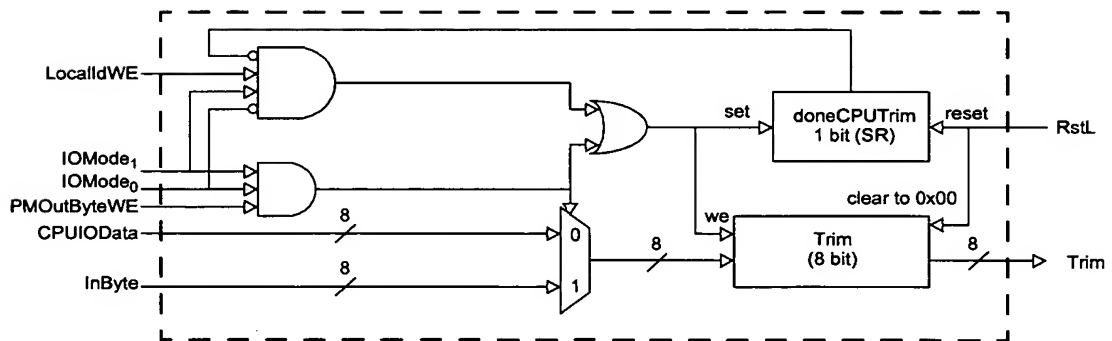 LocalIdWE
IOMode1
IOMode0
PMOutByteWE
CPUIOData
InByte
8
8
0
1
8
set
doneCPUTrim
1 bit (SR)
reset
RstL
clear to 0x00
we
Trim
(8 bit)
8
Trim